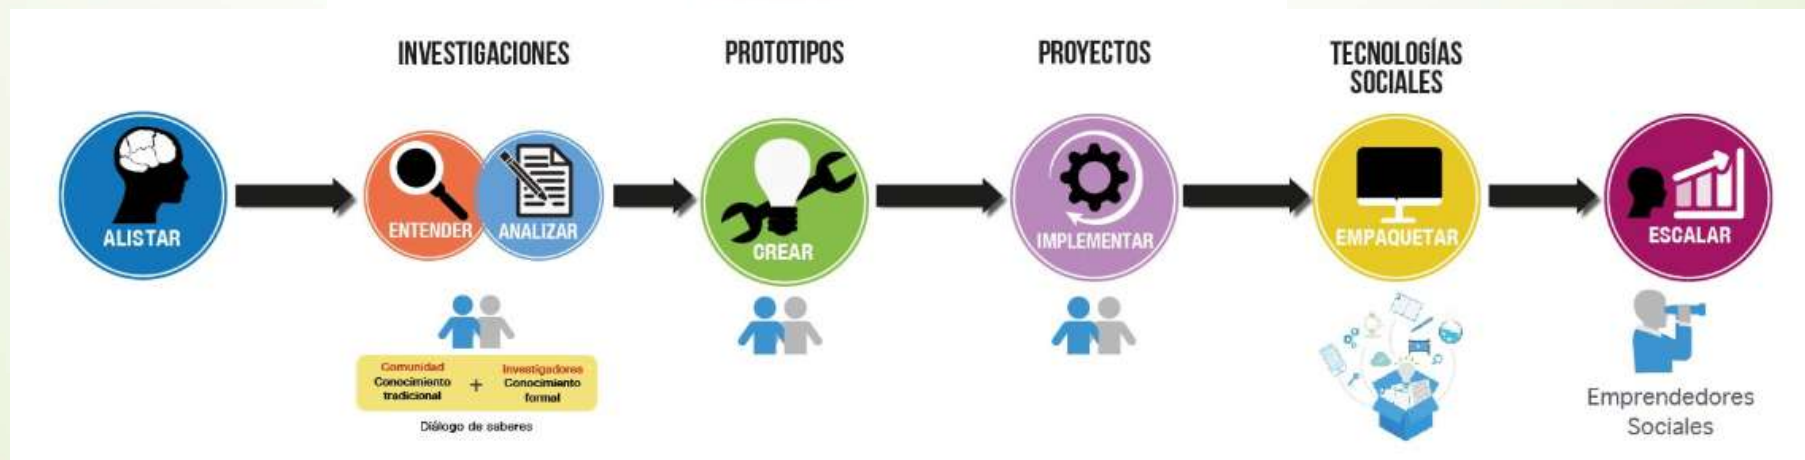 INVESTIGACIONES
PROTOTIPOS
PROYECTOS
TECNOLOGÍAS
SOCIALES
ALISTAR
ENTENDER
ANALIZAR
CREAR
IMPLEMENTAR
EMPAQUETAR
ESCALAR
Comunidad
Conocimiento
tradicional
+
Investigadores
Conocimiento
formal
Diálogo de saberes
Emprendedores
Sociales